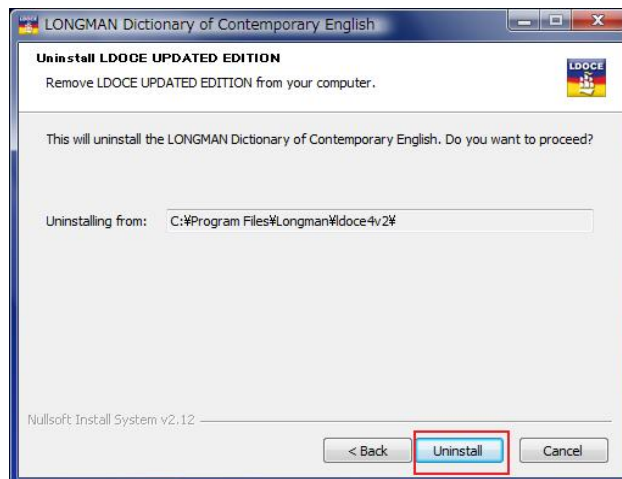 LONGMAN Dictionary of Contemporary English
Uninstall LDOCE UPDATED EDITION
Remove LDOCE UPDATED EDITION from your computer.
LDOCE
This will uninstall the LONGMAN Dictionary of Contemporary English. Do you want to proceed?
Uninstalling from: C:¥Program Files¥Longman¥ldoce4v2¥
Nullsoft Install System v2.12
< Back Uninstall Cancel